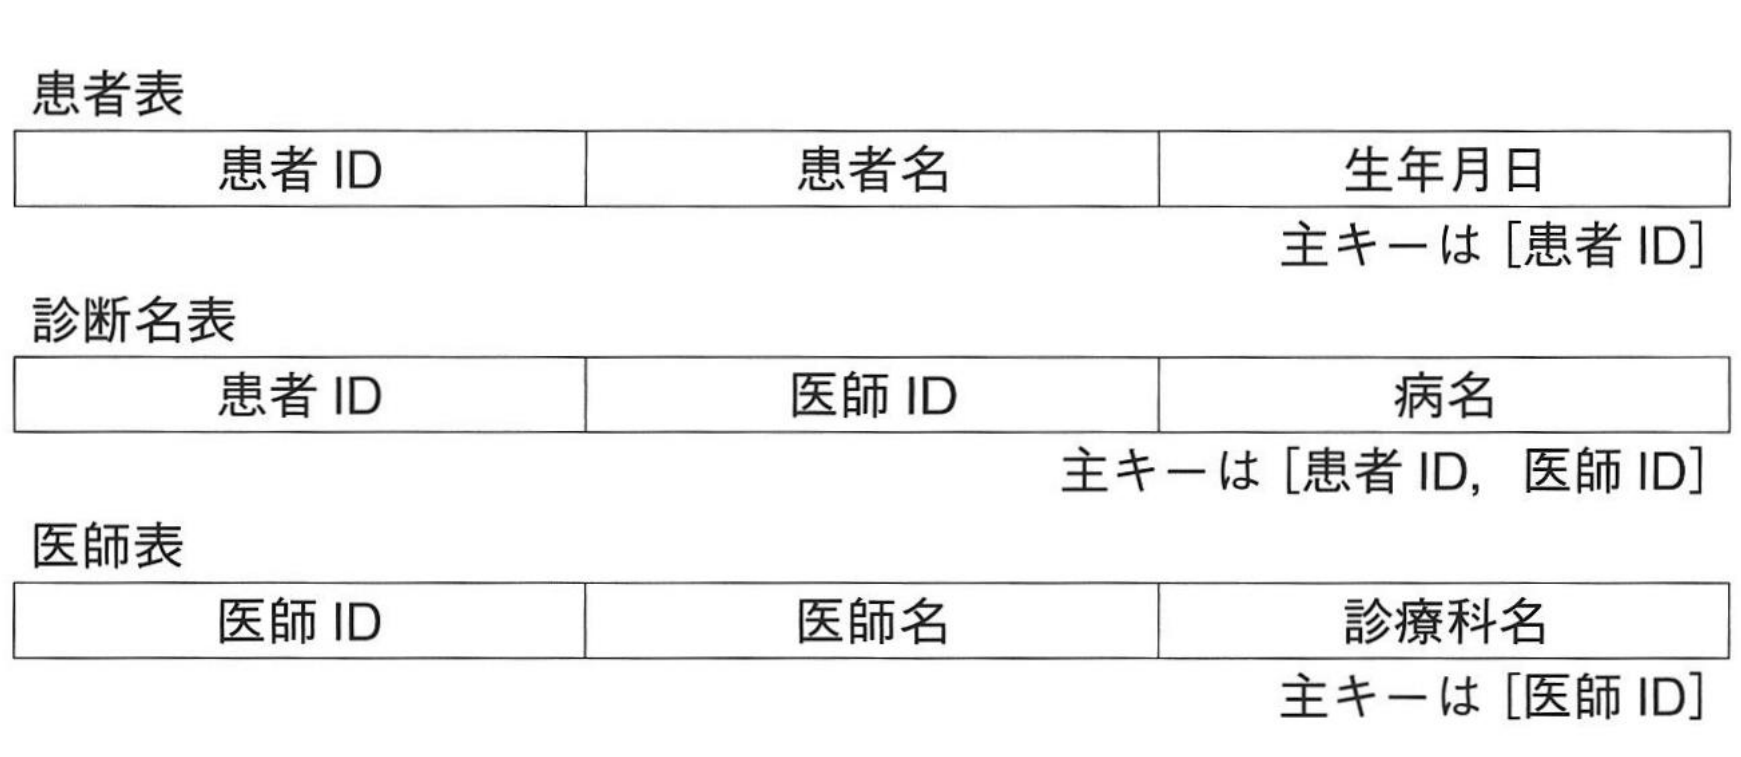 患者表
患者 ID 患者名 生年月日
主キーは [患者 ID]
診断名表
患者 ID 医師 ID 病名
主キーは [患者 ID, 医師 ID]
医師表
医師 ID 医師名 診療科名
主キーは [医師 ID]